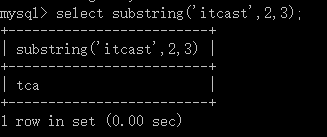 mysql> select substring('itcast',2,3);
+-----------------------+
| substring('itcast',2,3) |
+-----------------------+
| tca                   |
+-----------------------+
1 row in set (0.00 sec)